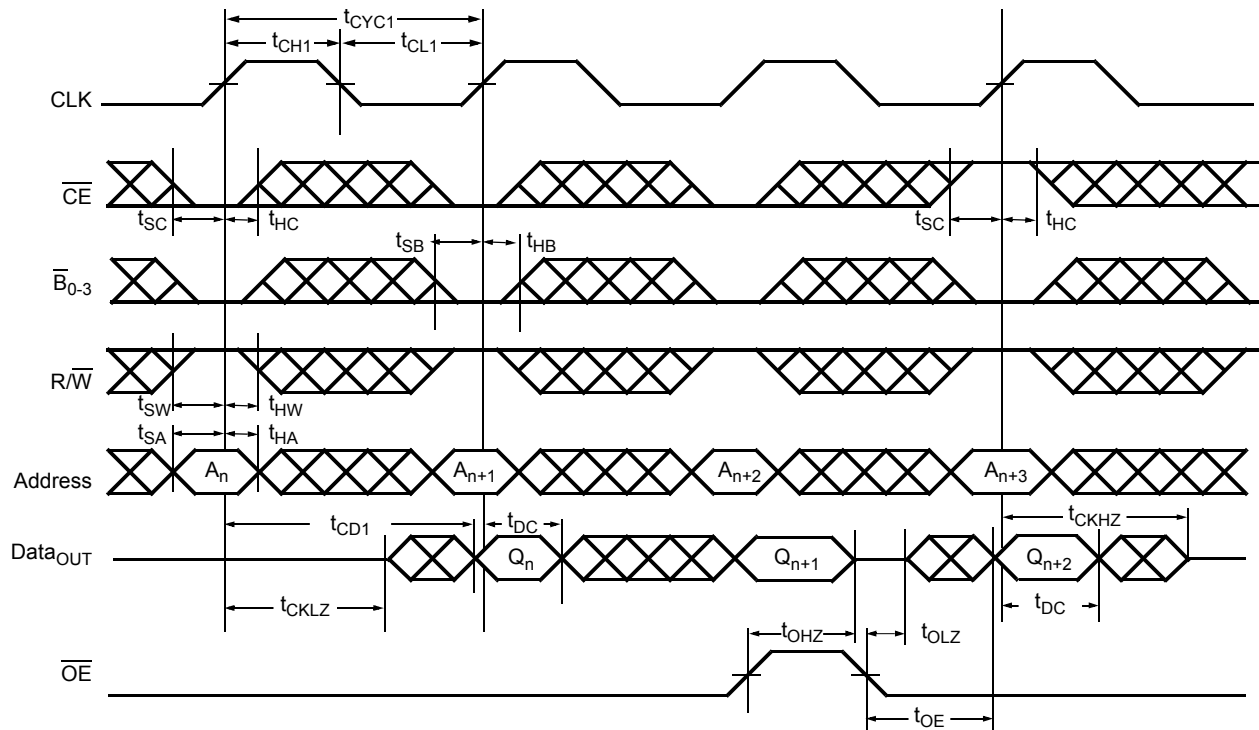 tCYC1
tCH1 tCL1
CLK
CE
tSC tHC tSC tHC
tSB tHB
B0-3
R/W
tSW tHW
tSA tHA
Address An An+1 An+2 An+3
tCD1 tDC tCKHZ
DataOUT Qn Qn+1 Qn+2
tCKLZ tDC
tOHZ tOLZ
OE
tOE